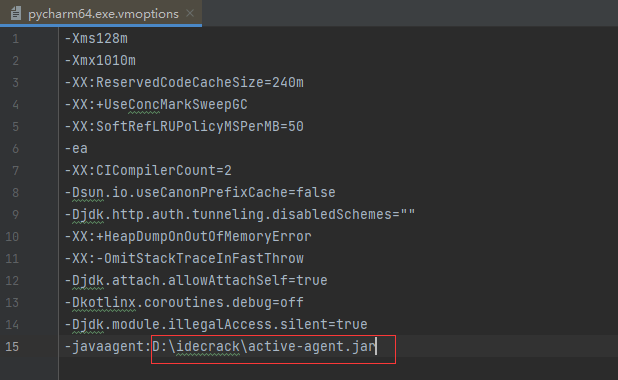 pycharm64.exe.vmoptions
1 -Xms128m
2 -Xmx1010m
3 -XX:ReservedCodeCacheSize=240m
4 -XX:+UseConcMarkSweepGC
5 -XX:SoftRefLRUPolicyMSPerMB=50
6 -ea
7 -XX:CICompilerCount=2
8 -Dsun.io.useCanonPrefixCache=false
9 -Djdk.http.auth.tunneling.disabledSchemes=""
10 -XX:+HeapDumpOnOutOfMemoryError
11 -XX:-OmitStackTraceInFastThrow
12 -Djdk.attach.allowAttachSelf=true
13 -Dkotlinx.coroutines.debug=off
14 -Djdk.module.illegalAccess.silent=true
15 -javaagent:D:\idecrack\active-agent.jar